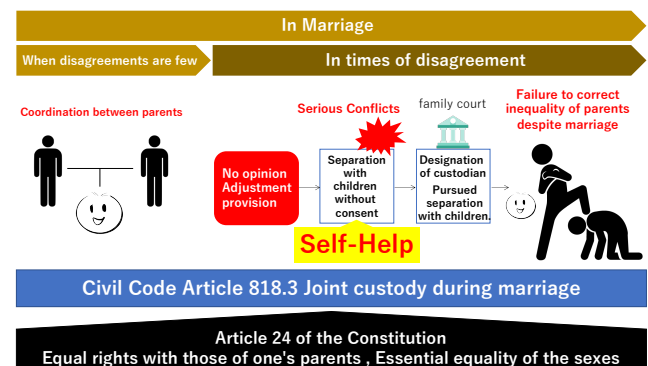 In Marriage
When disagreements are few
In times of disagreement
Coordination between parents
Serious Conflicts
family court
Failure to correct
inequality of parents
despite marriage
No opinion
Adjustment
provision
Separation
with
children
without
consent
Designation
of custodian
Pursued
separation
with children.
Self-Help
Civil Code Article 818.3 Joint custody during marriage
Article 24 of the Constitution
Equal rights with those of one's parents , Essential equality of the sexes